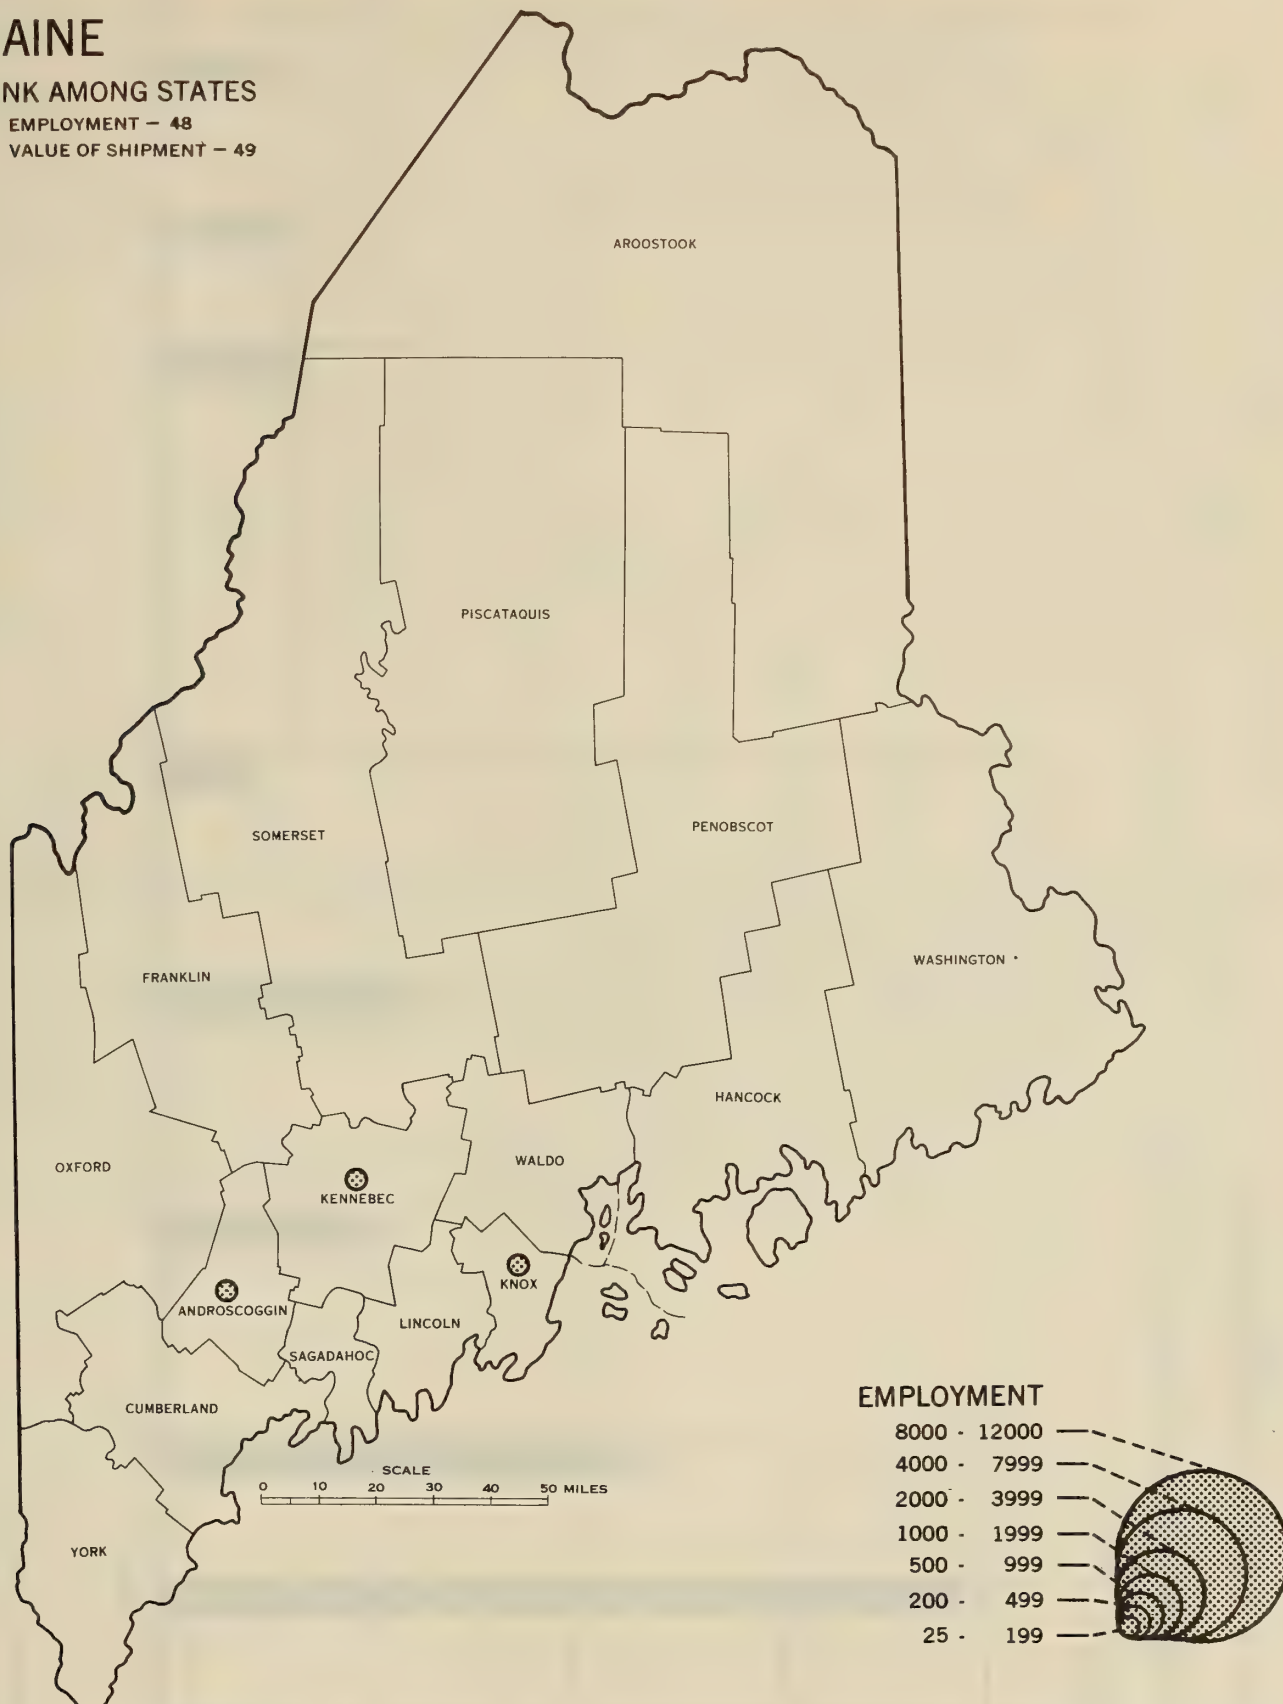 AINE
NK AMONG STATES
EMPLOYMENT – 48
VALUE OF SHIPMENT – 49
AROOSTOOK
PISCATAQUIS
SOMERSET
PENOBSCOT
FRANKLIN
WASHINGTON
HANCOCK
OXFORD
WALDO
KENNEBEC
KNOX
ANDROSCOGGIN
LINCOLN
SAGADAHOC
CUMBERLAND
YORK
SCALE
0 10 20 30 40 50 MILES
EMPLOYMENT
8000 - 12000
4000 - 7999
2000 - 3999
1000 - 1999
500 - 999
200 - 499
25 - 199